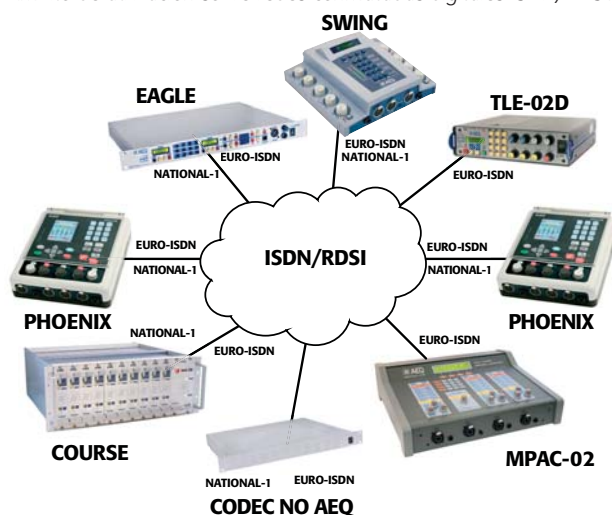 SWING
EAGLE
TLE-02D
EURO-ISDN
NATIONAL-1
EURO-ISDN
NATIONAL-1
EURO-ISDN
ISDN/RDSI
EURO-ISDN
NATIONAL-1
PHOENIX
EURO-ISDN
NATIONAL-1
PHOENIX
NATIONAL-1
EURO-ISDN
COURSE
EURO-ISDN
AEQ
MPAC-02
NATIONAL-1 EURO-ISDN
CODEC NO AEQ